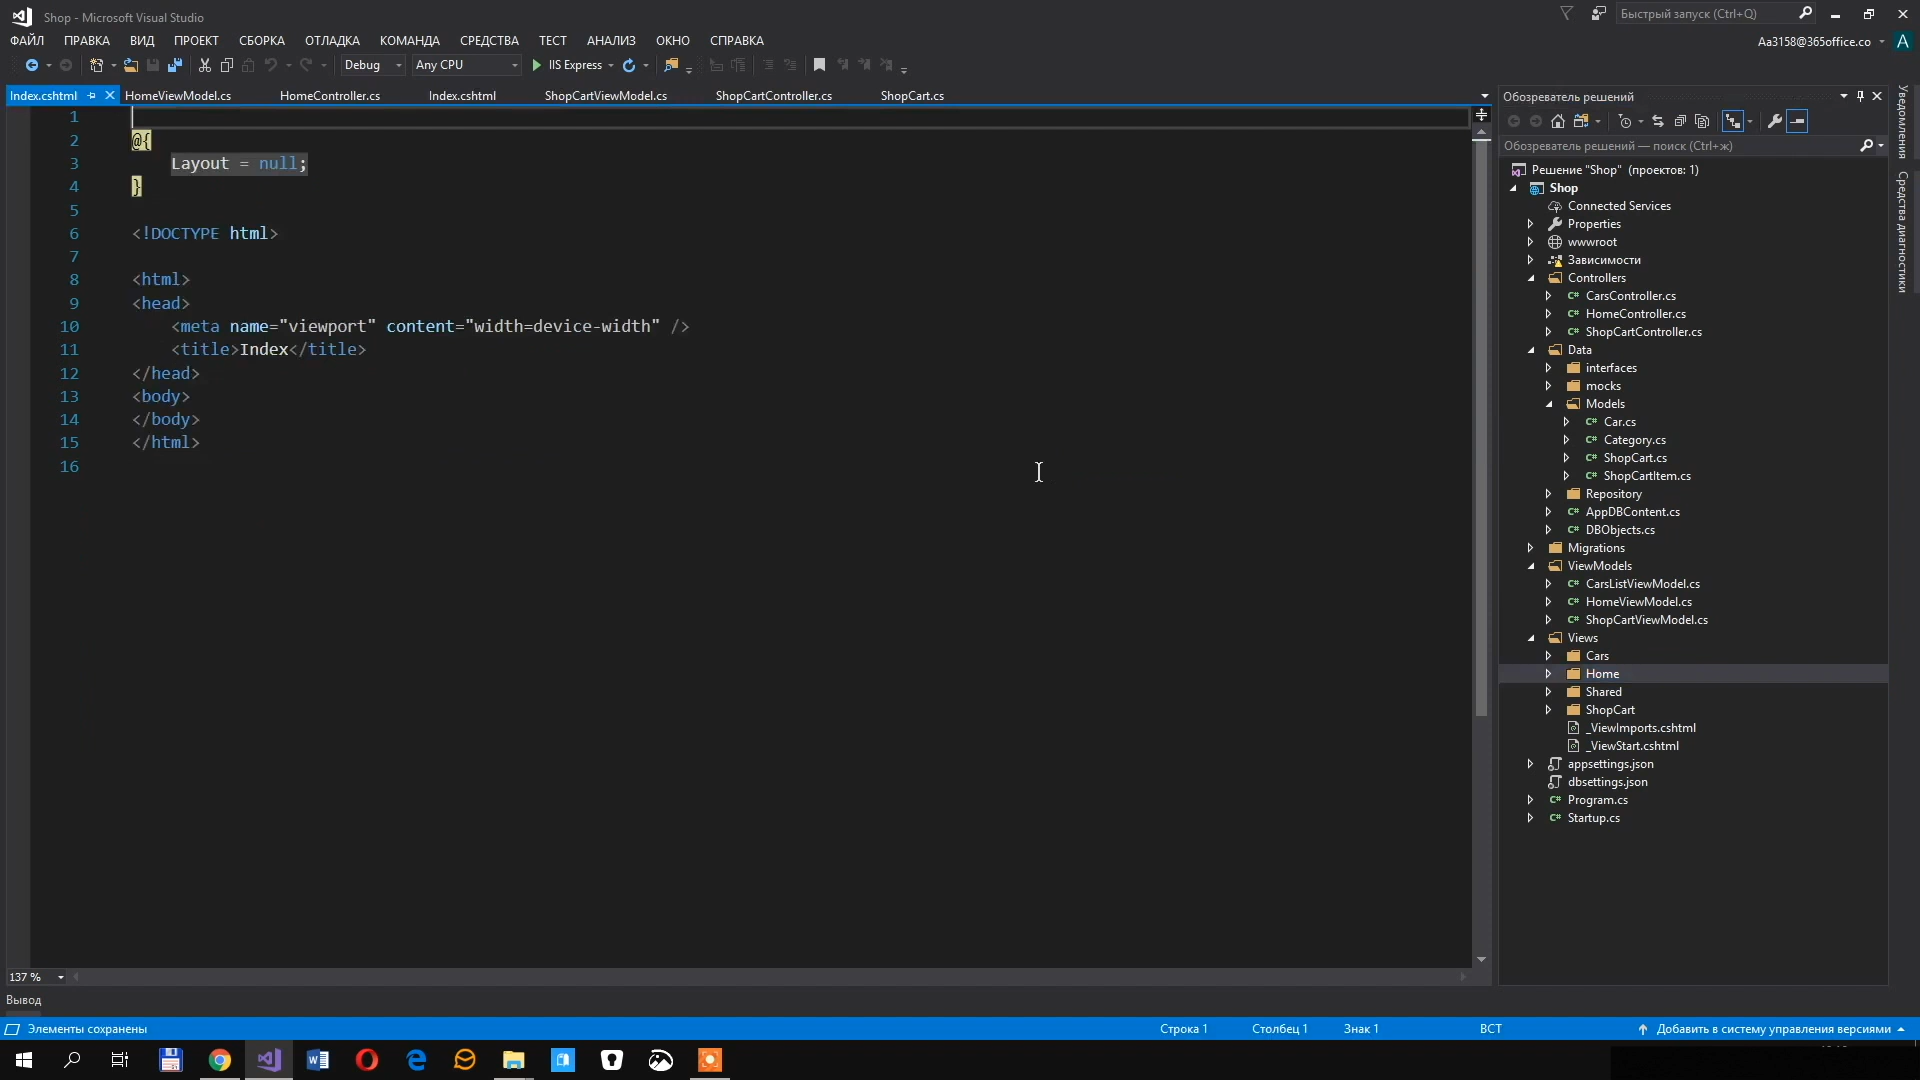 Shop - Microsoft Visual Studio
Быстрый запуск (Ctrl+Q)
ФАЙЛ ПРАВКА ВИД ПРОЕКТ СБОРКА ОТЛАДКА КОМАНДА СРЕДСТВА ТЕСТ АНАЛИЗ ОКНО СПРАВКА
Aa3158@365office.co A
Debug Any CPU IIS Express
Index.cshtml HomeViewModel.cs HomeController.cs Index.cshtml ShopCartViewModel.cs ShopCartController.cs ShopCart.cs
1
2 @{
3 Layout = null;
4 }
5
6 <!DOCTYPE html>
7
8 <html>
9 <head>
10 <meta name="viewport" content="width=device-width" />
11 <title>Index</title>
12 </head>
13 <body>
14 </body>
15 </html>
16
137 %
Обозреватель решений
Обозреватель решений — поиск (Ctrl+ж)
Решение "Shop" (проектов: 1)
Shop
Connected Services
Properties
wwwroot
Зависимости
Controllers
C# CarsController.cs
C# HomeController.cs
C# ShopCartController.cs
Data
interfaces
mocks
Models
C# Car.cs
C# Category.cs
C# ShopCart.cs
C# ShopCartItem.cs
Repository
C# AppDBContent.cs
C# DBObjects.cs
Migrations
ViewModels
C# CarsListViewModel.cs
C# HomeViewModel.cs
C# ShopCartViewModel.cs
Views
Cars
Home
Shared
ShopCart
_ViewImports.cshtml
_ViewStart.cshtml
appsettings.json
dbsettings.json
C# Program.cs
C# Startup.cs
Уведомления
Средства диагностики
Вывод
Элементы сохранены Строка 1 Столбец 1 Знак 1 ВСТ Добавить в систему управления версиями